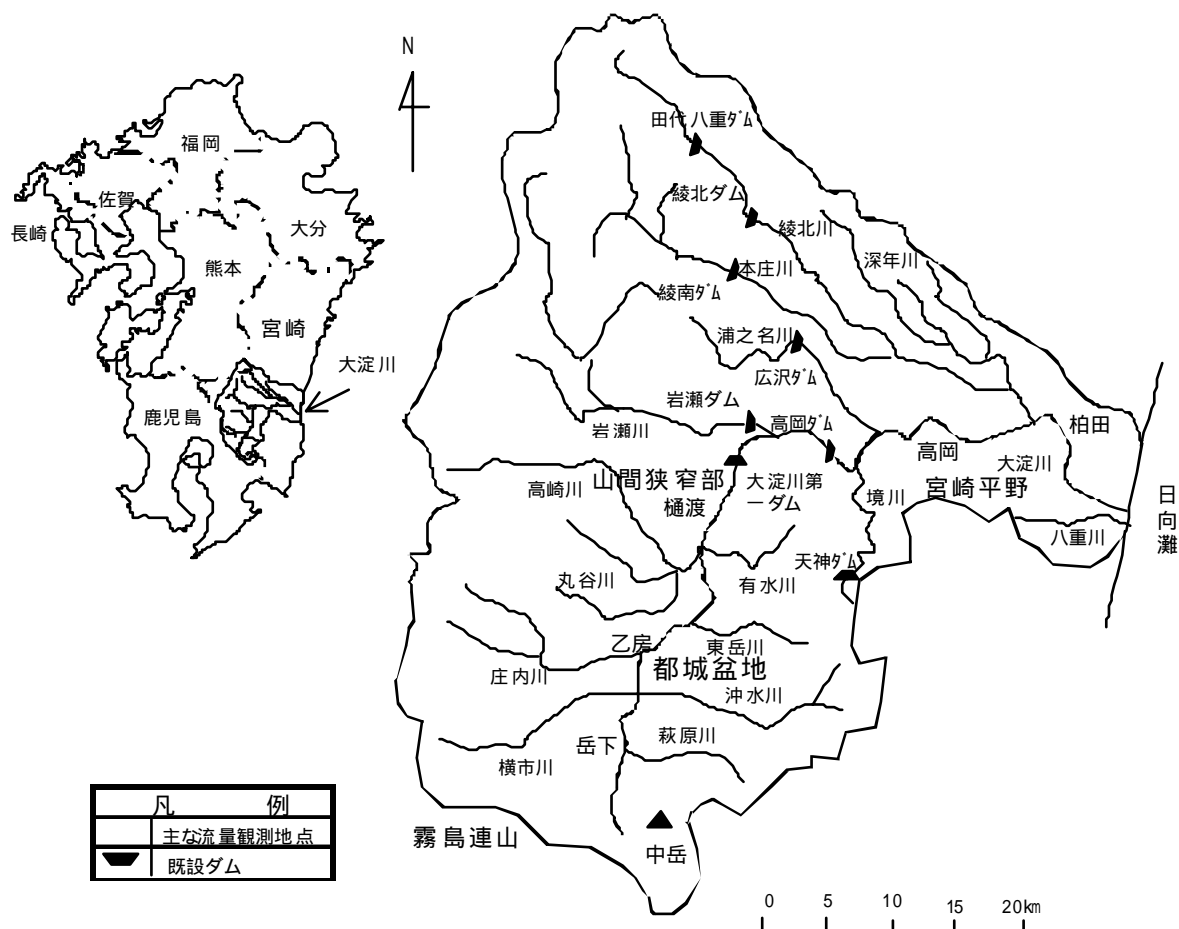 N
福岡
佐賀
長崎
大分
熊本
宮崎
大淀川
鹿児島
田代八重ダム
綾北ダム
綾北川
深年川
本庄川
綾南ダム
浦之名川
広沢ダム
岩瀬ダム
高岡ダム
岩瀬川
柏田
高岡
大淀川
宮崎平野
山間狭窄部
高崎川
樋渡
大淀川第
一ダム
境川
日向灘
八重川
天神ダム
丸谷川
有水川
乙房
東岳川
都城盆地
庄内川
沖水川
岳下
萩原川
横市川
霧島連山
中岳
凡 例
主な流量観測地点
既設ダム
0 5 10 15 20km